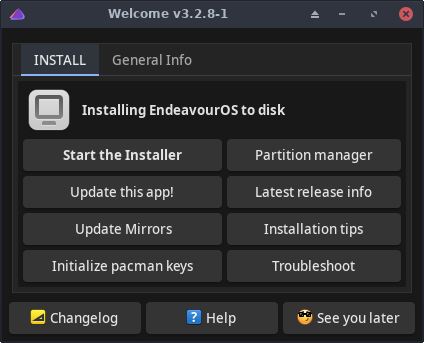 Welcome v3.2.8-1
INSTALL General Info
Installing EndeavourOS to disk
Start the Installer Partition manager
Update this app! Latest release info
Update Mirrors Installation tips
Initialize pacman keys Troubleshoot
Changelog ? Help See you later